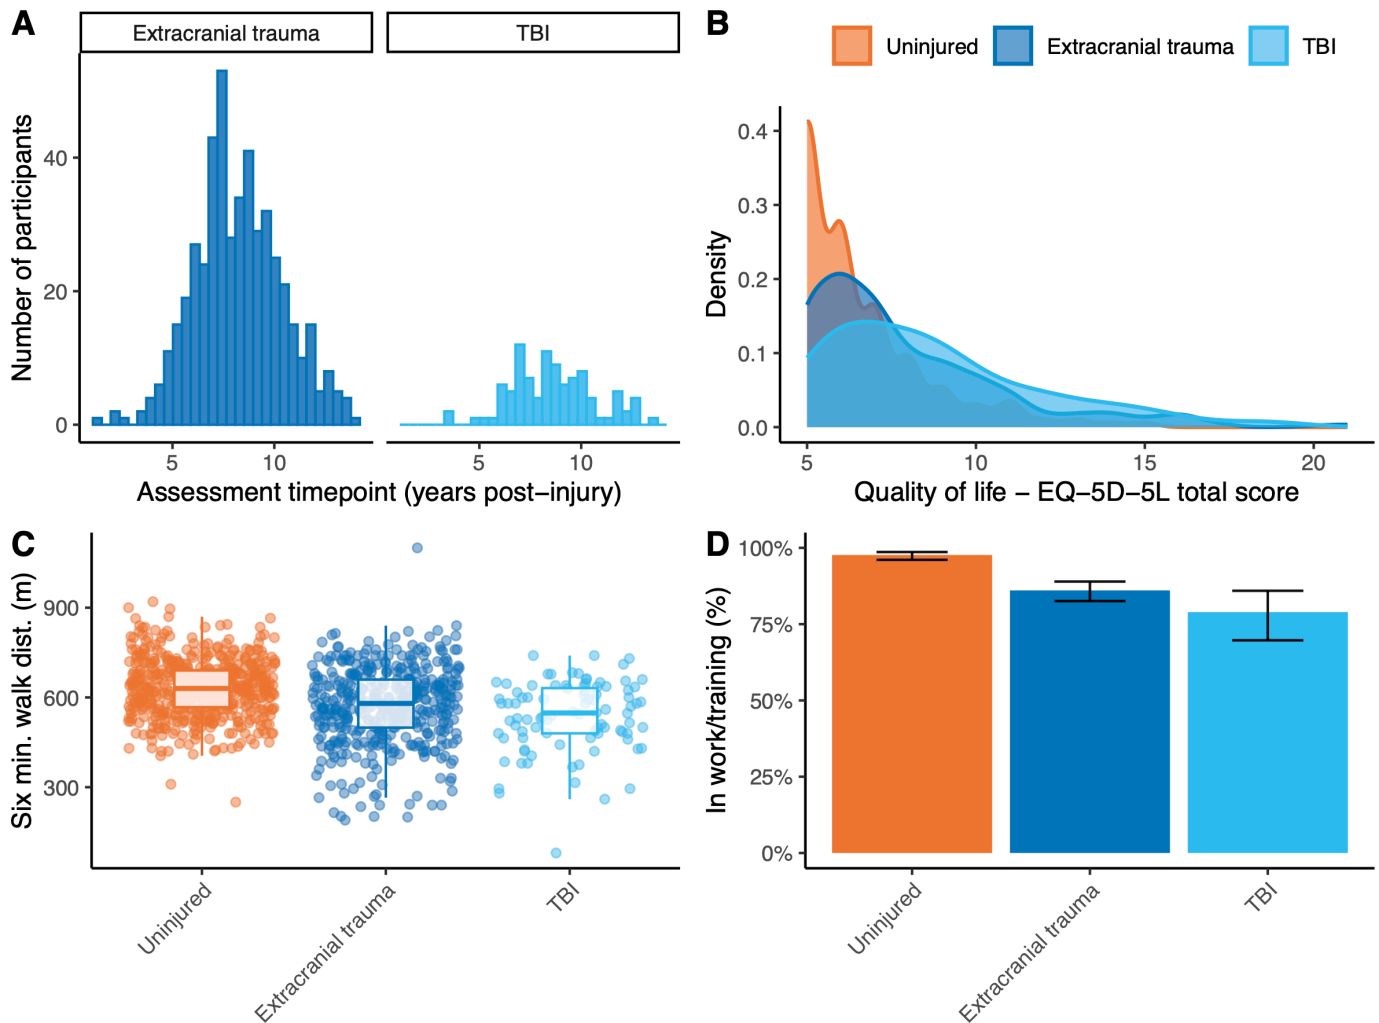 A
Extracranial trauma
TBI
Number of participants
40
20
0
5
10
5
10
Assessment timepoint (years post−injury)
B
Uninjured
Extracranial trauma
TBI
Density
0.4
0.3
0.2
0.1
0.0
5
10
15
20
Quality of life − EQ−5D−5L total score
C
Six min. walk dist. (m)
900
600
300
Uninjured
Extracranial trauma
TBI
D
In work/training (%)
100%
75%
50%
25%
0%
Uninjured
Extracranial trauma
TBI